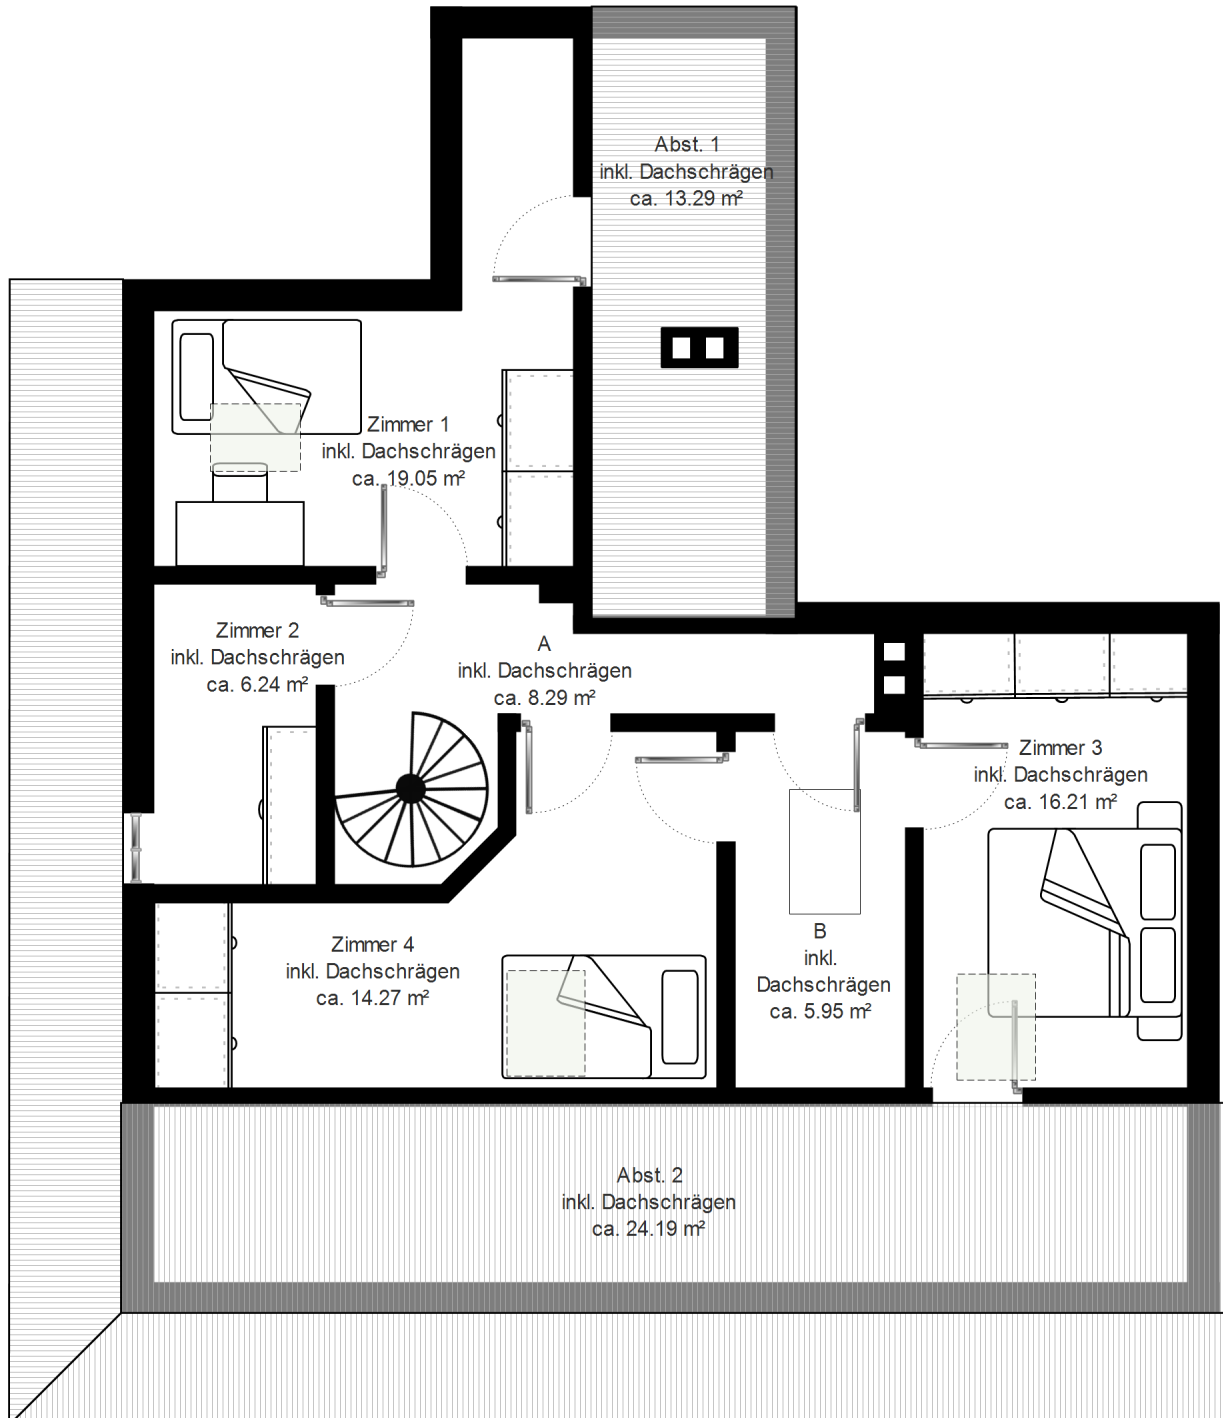 Abst. 1
inkl. Dachschrägen
ca. 13.29 m²
Zimmer 1
inkl. Dachschrägen
ca. 19.05 m²
Zimmer 2
inkl. Dachschrägen
ca. 6.24 m²
A
inkl. Dachschrägen
ca. 8.29 m²
Zimmer 3
inkl. Dachschrägen
ca. 16.21 m²
Zimmer 4
inkl. Dachschrägen
ca. 14.27 m²
B
inkl.
Dachschrägen
ca. 5.95 m²
Abst. 2
inkl. Dachschrägen
ca. 24.19 m²